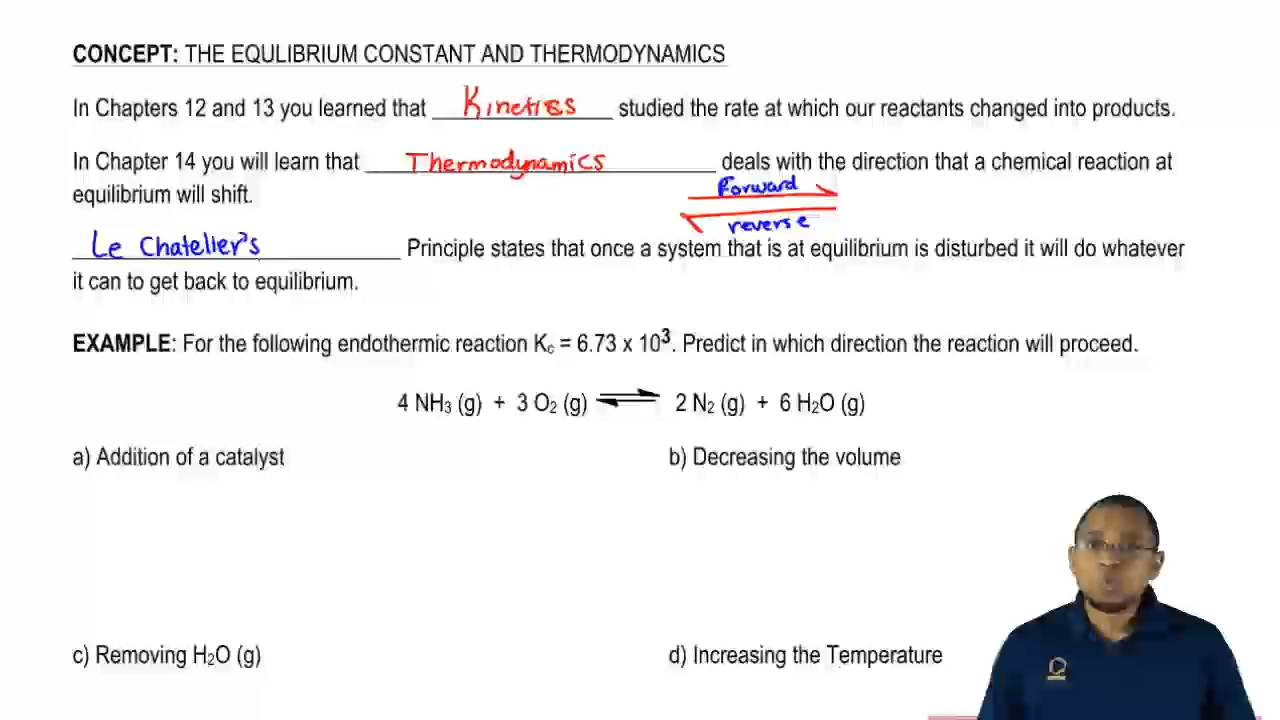 CONCEPT: THE EQULIBRIUM CONSTANT AND THERMODYNAMICS
In Chapters 12 and 13 you learned that Kinetics studied the rate at which our reactants changed into products.
In Chapter 14 you will learn that Thermodynamics deals with the direction that a chemical reaction at
equilibrium will shift.
Forward
reverse
Le Chatelier's Principle states that once a system that is at equilibrium is disturbed it will do whatever
it can to get back to equilibrium.
EXAMPLE: For the following endothermic reaction Kc = 6.73 x 10³. Predict in which direction the reaction will proceed.
4 NH₃ (g) + 3 O₂ (g) ⇌ 2 N₂ (g) + 6 H₂O (g)
a) Addition of a catalyst
b) Decreasing the volume
c) Removing H₂O (g)
d) Increasing the Temperature